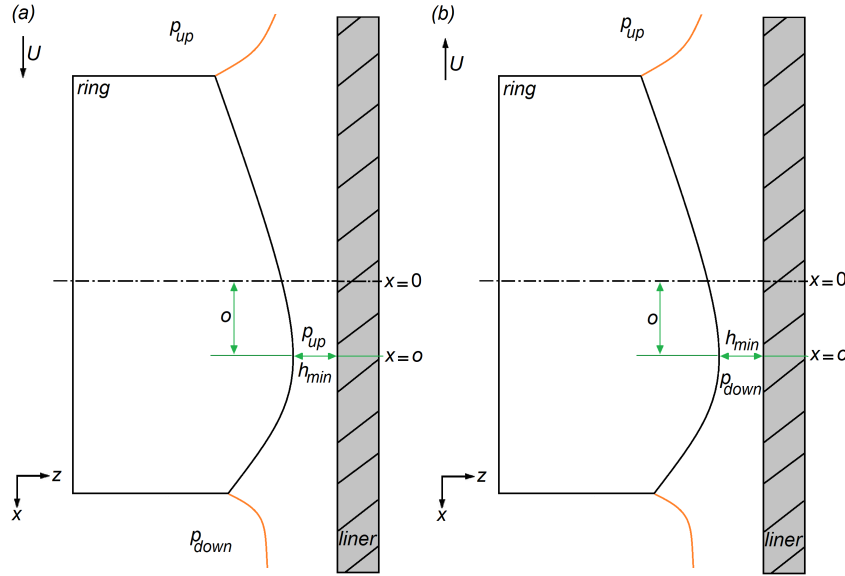 (a)
p_up
U
ring
x=0
o
p_up
h_min
x=o
z
x
p_down
liner
(b)
p_up
U
ring
x=0
o
h_min
x=o
p_down
z
x
liner